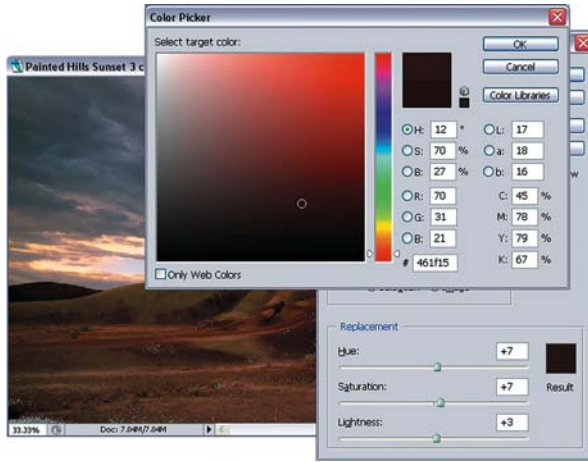 Color Picker
Select target color:
OK
Cancel
Color Libraries
H: 12 °
S: 70 %
B: 27 %
R: 70
G: 31
B: 21
# 461f15
L: 17
a: 18
b: 16
C: 45 %
M: 78 %
Y: 79 %
K: 67 %
Only Web Colors
Painted Hills Sunset 3 c
33.33%
Doc: 7.04M/7.04M
Replacement
Hue: +7
Saturation: +7
Lightness: +3
Result